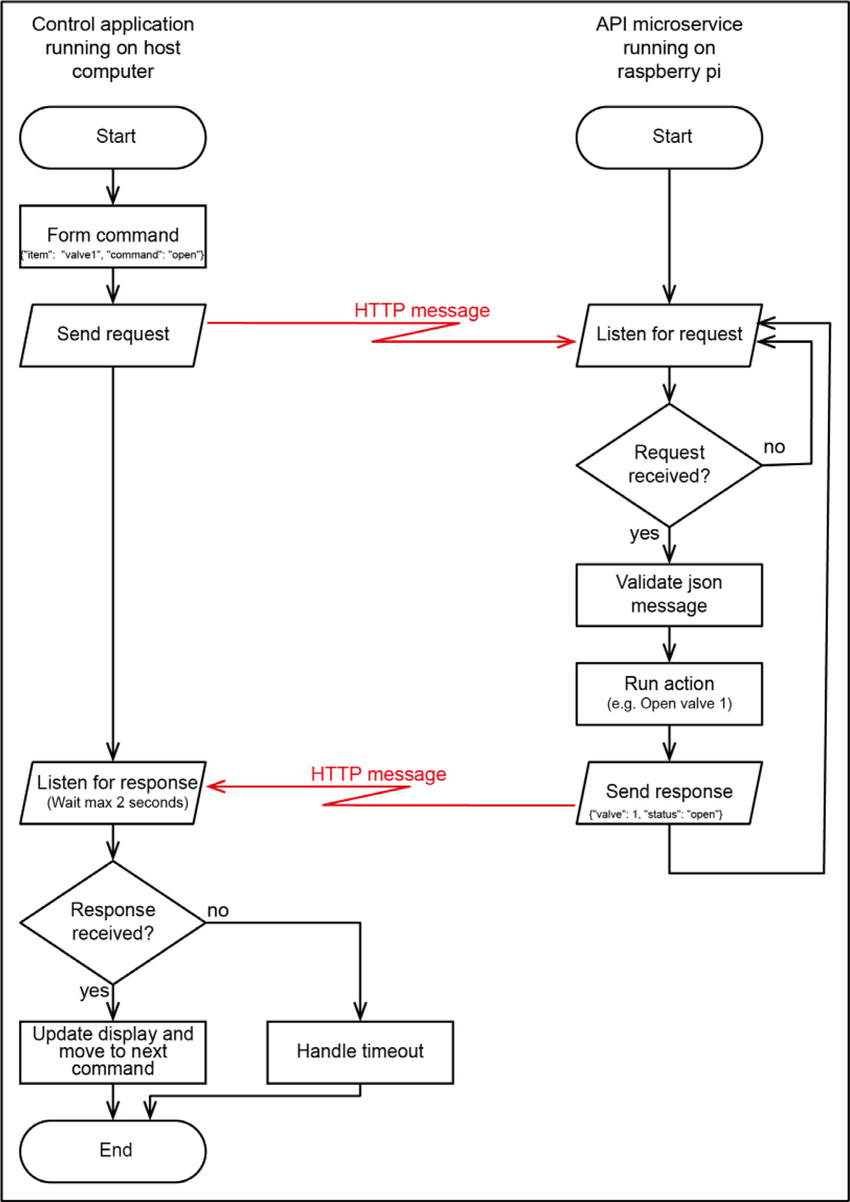 Control application
running on host
computer
API microservice
running on
raspberry pi
Start
Start
Form command
{"item": "valve1", "command": "open"}
Send request
HTTP message
Listen for request
Request
received?
no
yes
Validate json
message
Run action
(e.g. Open valve 1)
Listen for response
(Wait max 2 seconds)
HTTP message
Send response
{"valve": 1, "status": "open"}
Response
received?
no
yes
Update display and
move to next
command
Handle timeout
End